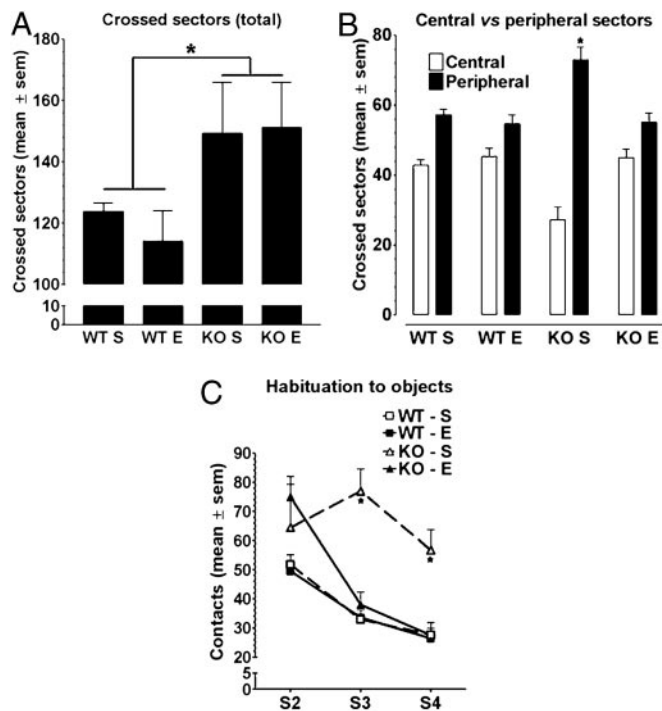 A
Crossed sectors (total)
Crossed sectors (mean ± sem)
180
160
140
120
100
10
0
*
WT S WT E KO S KO E
B
Central vs peripheral sectors
Crossed sectors (mean ± sem)
80
60
40
20
0
Central
Peripheral
*
WT S WT E KO S KO E
C
Habituation to objects
WT - S
WT - E
KO - S
KO - E
Contacts (mean ± sem)
90
80
70
60
50
40
30
20
5
0
*
*
S2 S3 S4